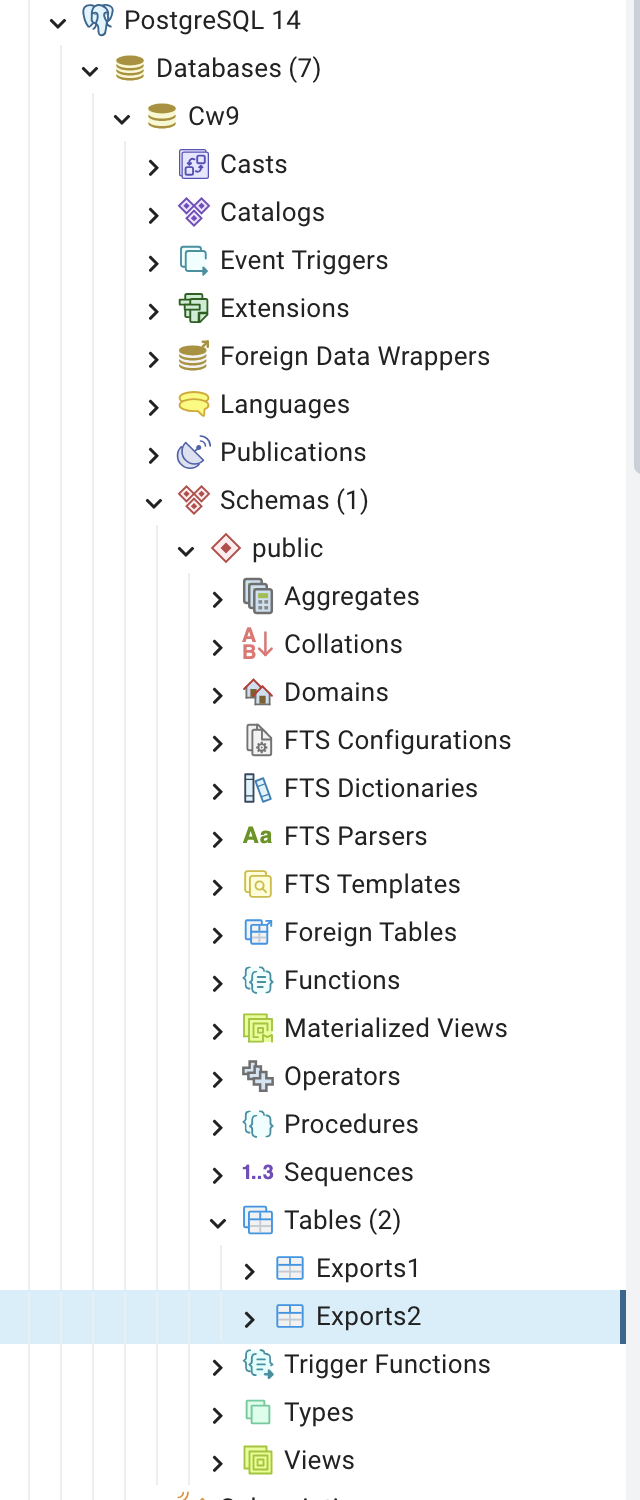 PostgreSQL 14
Databases (7)
Cw9
Casts
Catalogs
Event Triggers
Extensions
Foreign Data Wrappers
Languages
Publications
Schemas (1)
public
Aggregates
A
B
Collations
Domains
FTS Configurations
FTS Dictionaries
Aa FTS Parsers
FTS Templates
Foreign Tables
Functions
Materialized Views
Operators
Procedures
1..3 Sequences
Tables (2)
Exports1
Exports2
Trigger Functions
Types
Views